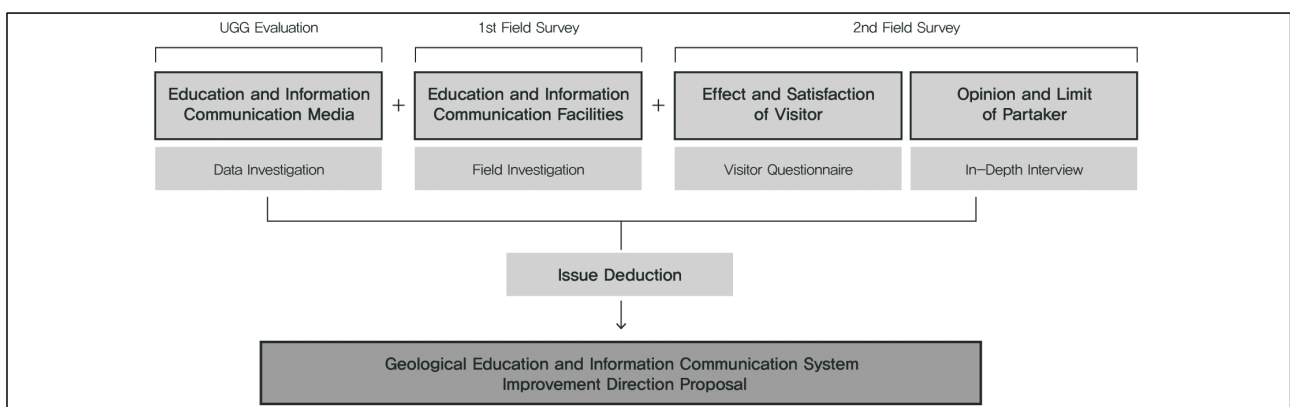 UGG Evaluation
1st Field Survey
2nd Field Survey
Education and Information
Communication Media
+
Education and Information
Communication Facilities
+
Effect and Satisfaction
of Visitor
Opinion and Limit
of Partaker
Data Investigation
Field Investigation
Visitor Questionnaire
In-Depth Interview
Issue Deduction
Geological Education and Information Communication System
Improvement Direction Proposal